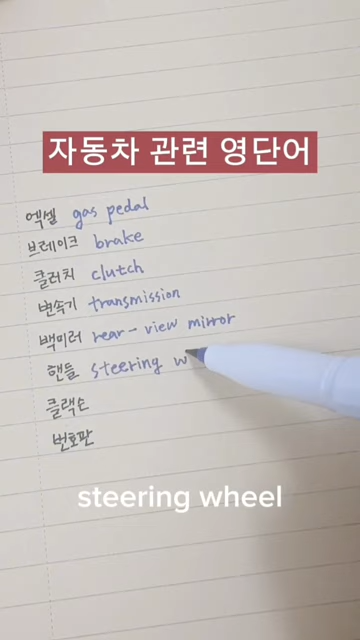 자동차 관련 영단어
엑셀 gas pedal
브레이크 brake
클러치 clutch
변속기 transmission
백미러 rear-view mirror
핸들 steering w
클랙슨
번호판
steering wheel